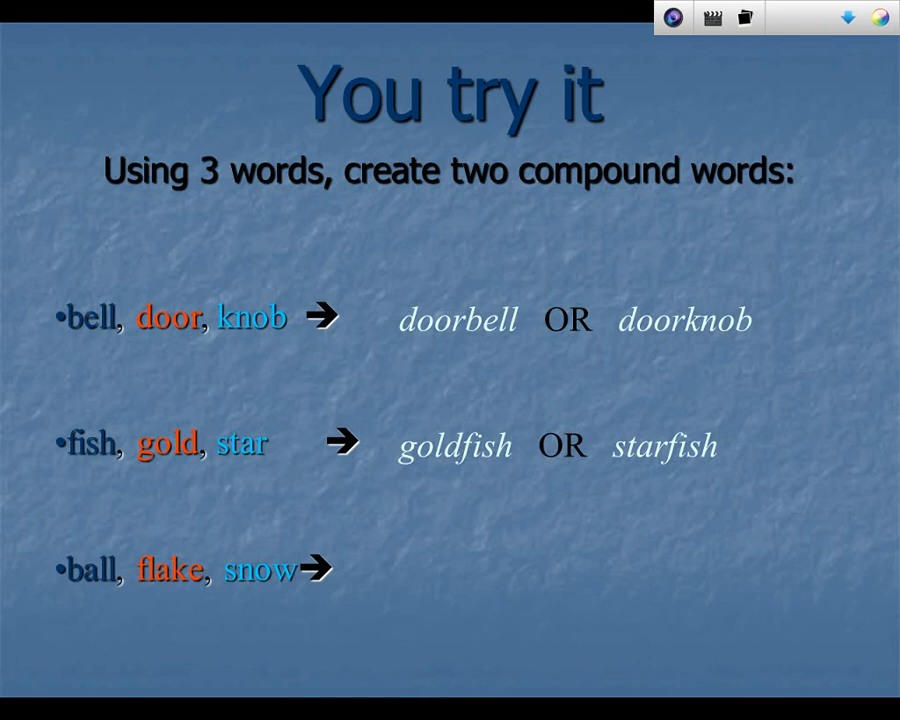 You try it
Using 3 words, create two compound words:
•bell, door, knob ➔ doorbell OR doorknob
•fish, gold, star ➔ goldfish OR starfish
•ball, flake, snow➔